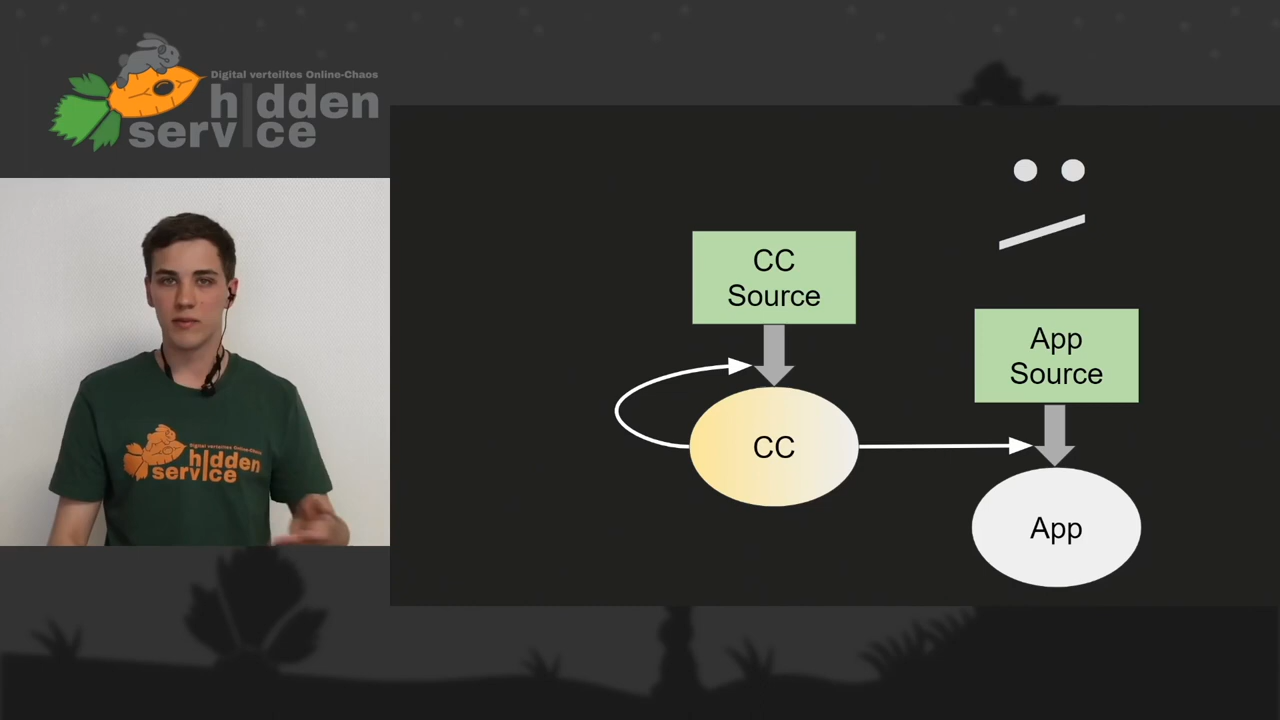 Digital verteiltes Online-Chaos
hidden
service
CC
Source
App
Source
CC
App
Digital verteiltes Online-Chaos
hidden
service